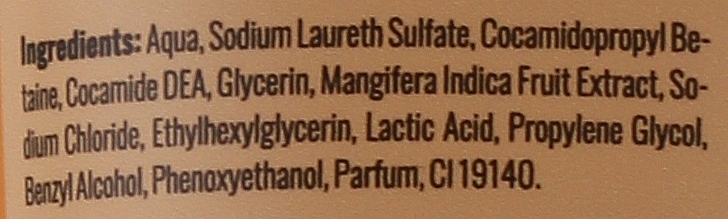 Ingredients: Aqua, Sodium Laureth Sulfate, Cocamidopropyl Be-
taine, Cocamide DEA, Glycerin, Mangifera Indica Fruit Extract, So-
dium Chloride, Ethylhexylglycerin, Lactic Acid, Propylene Glycol,
Benzyl Alcohol, Phenoxyethanol, Parfum, CI 19140.